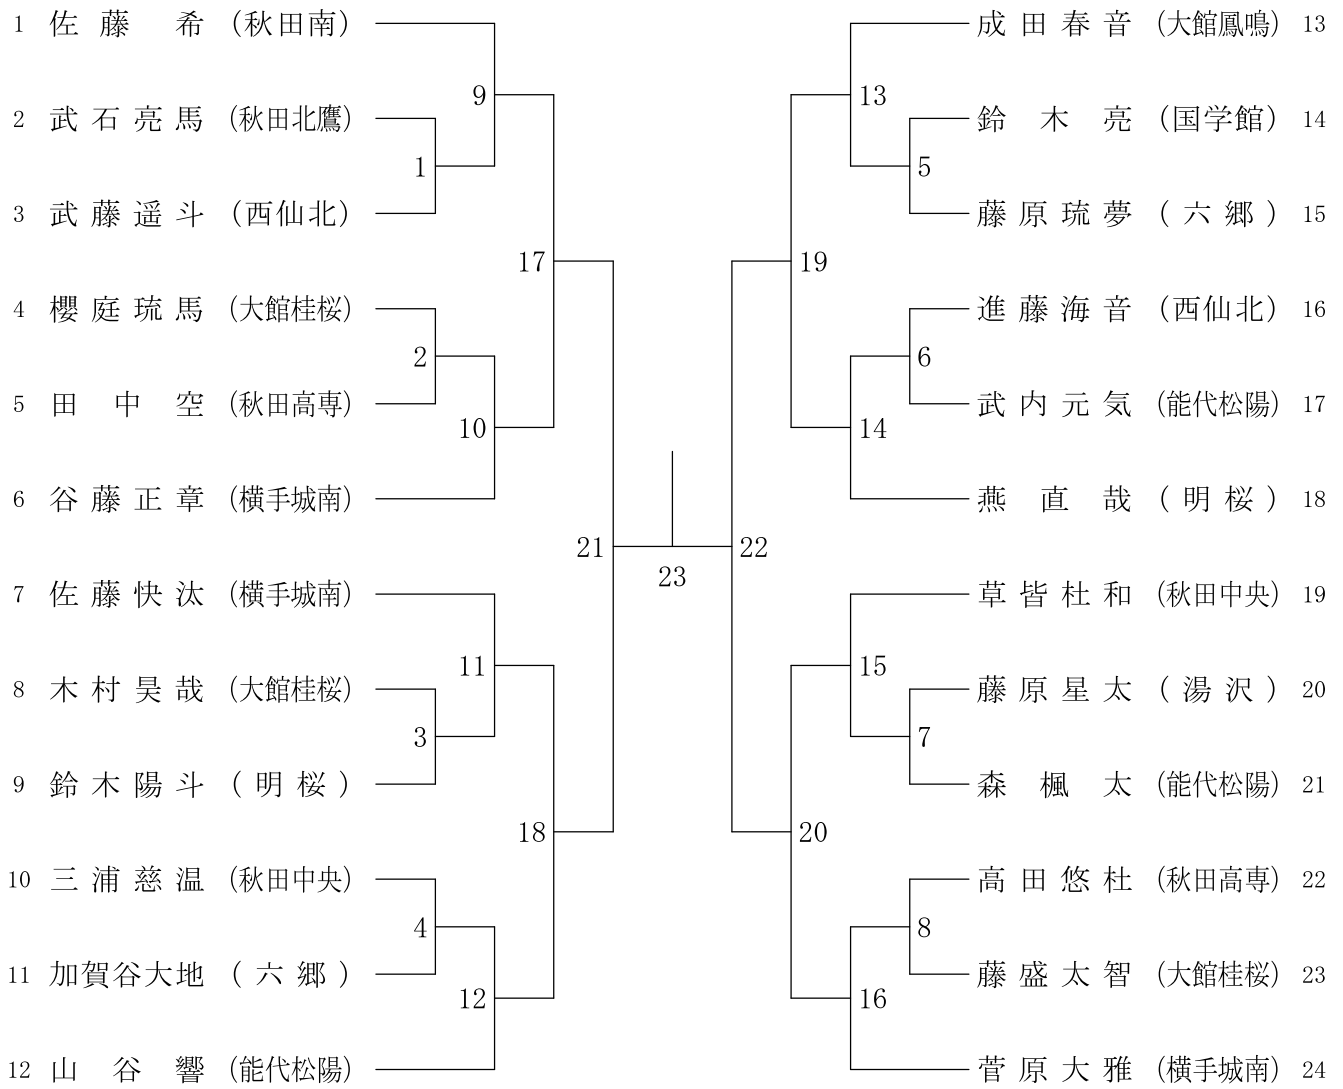 1 佐藤 希 (秋田南)
9
2 武石亮馬 (秋田北鷹)
1
3 武藤遥斗 (西仙北)
17
4 櫻庭琉馬 (大館桂桜)
2
5 田中空 (秋田高専)
10
6 谷藤正章 (横手城南)
21
7 佐藤快汰 (横手城南)
11
8 木村昊哉 (大館桂桜)
3
9 鈴木陽斗 (明桜)
18
10 三浦慈温 (秋田中央)
4
11 加賀谷大地 (六郷)
12
12 山谷響 (能代松陽)
23
成田春音 (大館鳳鳴) 13
13
鈴木亮 (国学館) 14
5
藤原琉夢 (六郷) 15
19
進藤海音 (西仙北) 16
6
武内元気 (能代松陽) 17
14
燕直哉 (明桜) 18
22
草皆杜和 (秋田中央) 19
15
藤原星太 (湯沢) 20
7
森楓太 (能代松陽) 21
20
高田悠杜 (秋田高専) 22
8
藤盛太智 (大館桂桜) 23
16
菅原大雅 (横手城南) 24